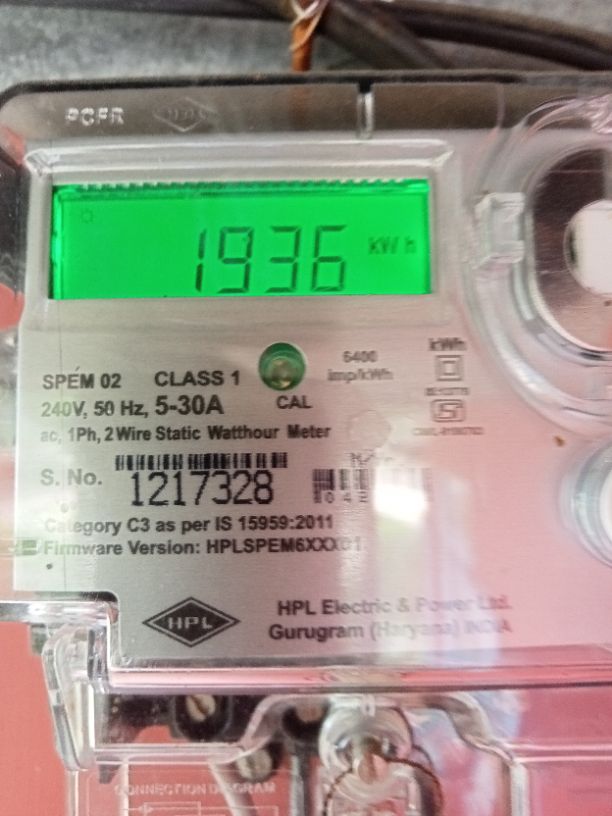 PCFR
1936 kWh
6400 imp/kWh
kWh
SPEM 02 CLASS 1
CAL
240V, 50 Hz, 5-30A
ac, 1Ph, 2 Wire Static Watthour Meter
S. No. 1217328
Category C3 as per IS 15959:2011
Firmware Version: HPLSPEM6XXX01
HPL
HPL Electric & Power Ltd.
Gurugram (Haryana) INDIA
CONNECTION DIAGRAM